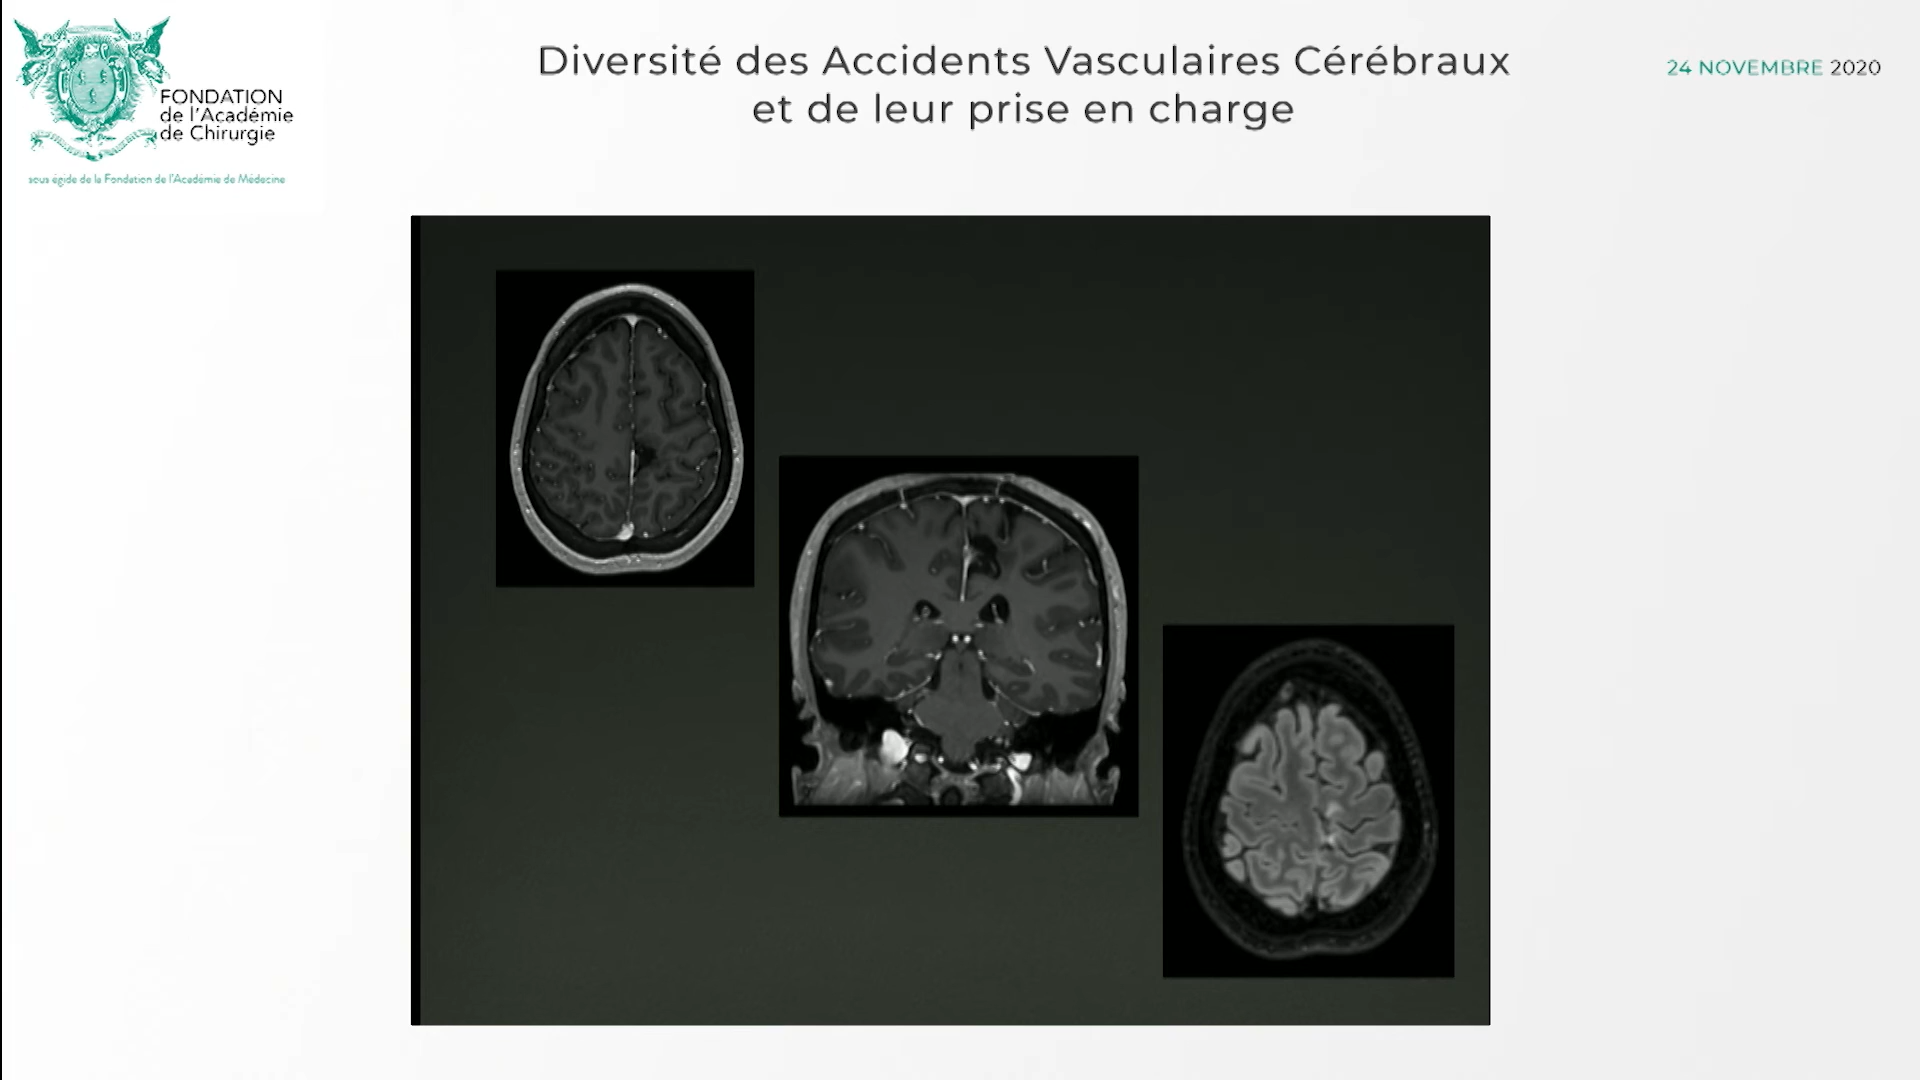 FONDATION
de l'Académie
de Chirurgie
sous égide de la Fondation de l'Académie de Médecine
Diversité des Accidents Vasculaires Cérébraux
et de leur prise en charge
24 NOVEMBRE 2020